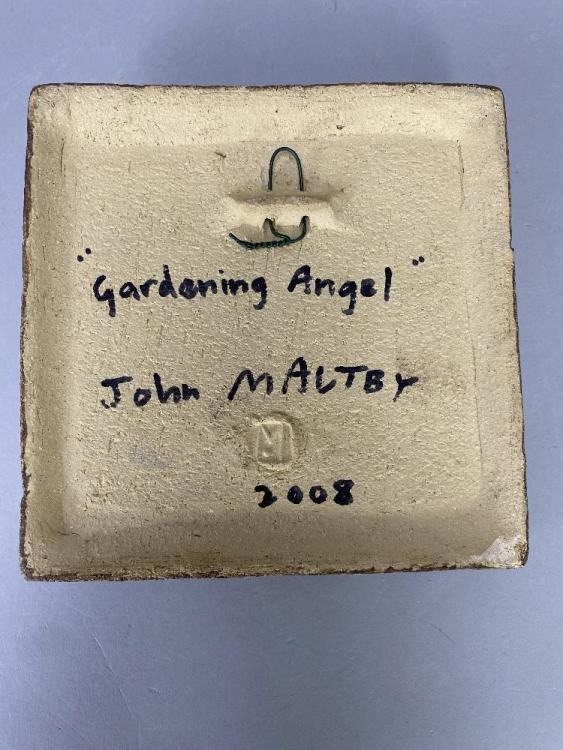 "Gardening Angel"
John MALTBY
M
2008